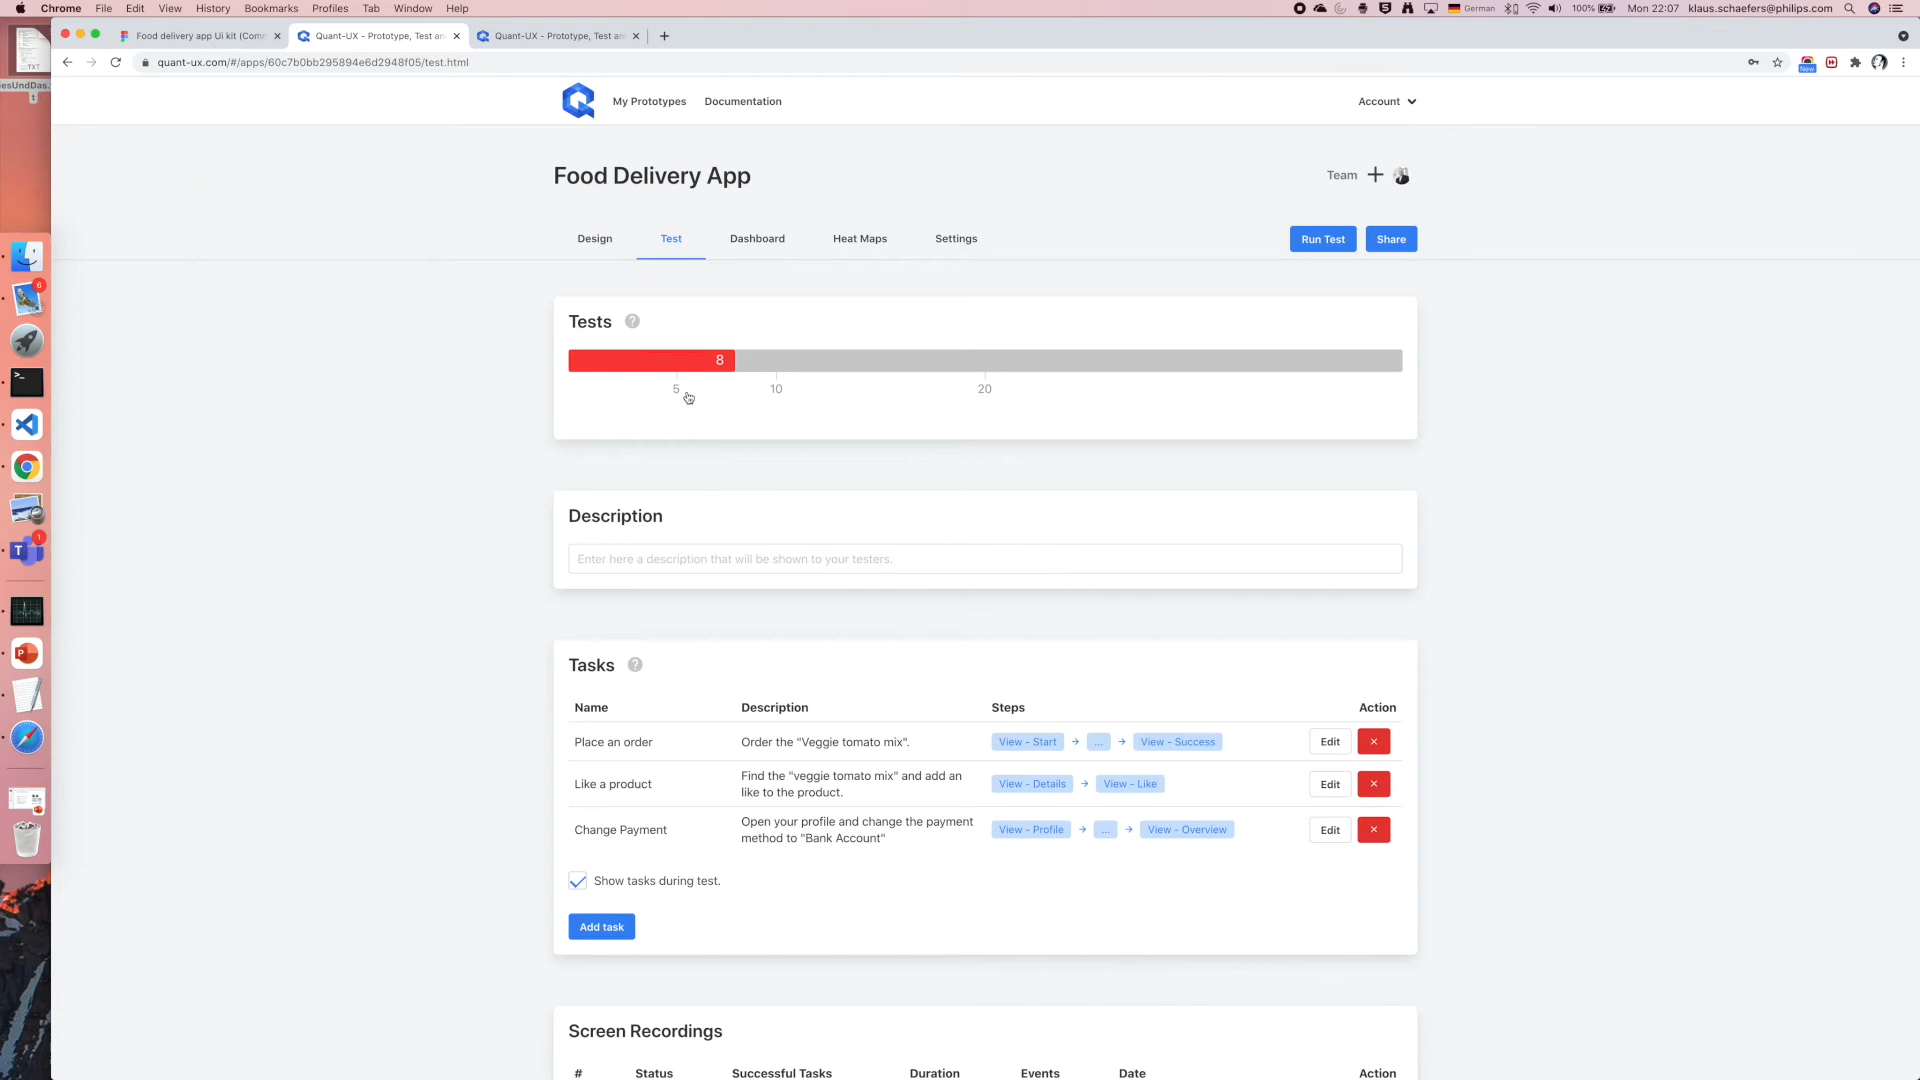 Chrome File Edit View History Bookmarks Profiles Tab Window Help
German 100% Mon 22:07 klaus.schaefers@philips.com
Food delivery app Ui kit (Com
Quant-UX - Prototype, Test an
Quant-UX - Prototype, Test an
quant-ux.com/#/apps/60c7b0bb295894e6d2948f05/test.html
New
TXT
esUndDas.
t
My Prototypes Documentation Account
Food Delivery App
Team
Design Test Dashboard Heat Maps Settings Run Test Share
Tests ?
8
5 10 20
Description
Enter here a description that will be shown to your testers.
Tasks ?
Name Description Steps Action
Place an order Order the "Veggie tomato mix". View - Start → ... → View - Success Edit ×
Like a product Find the "veggie tomato mix" and add an
like to the product. View - Details → View - Like Edit ×
Change Payment Open your profile and change the payment
method to "Bank Account" View - Profile → ... → View - Overview Edit ×
Show tasks during test.
Add task
Screen Recordings
# Status Successful Tasks Duration Events Date Action
6
1